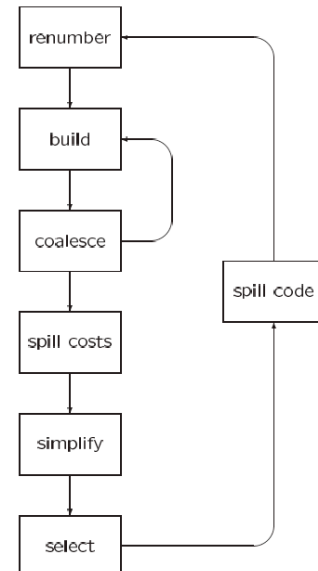 renumber
build
coalesce
spill code
spill costs
simplify
select